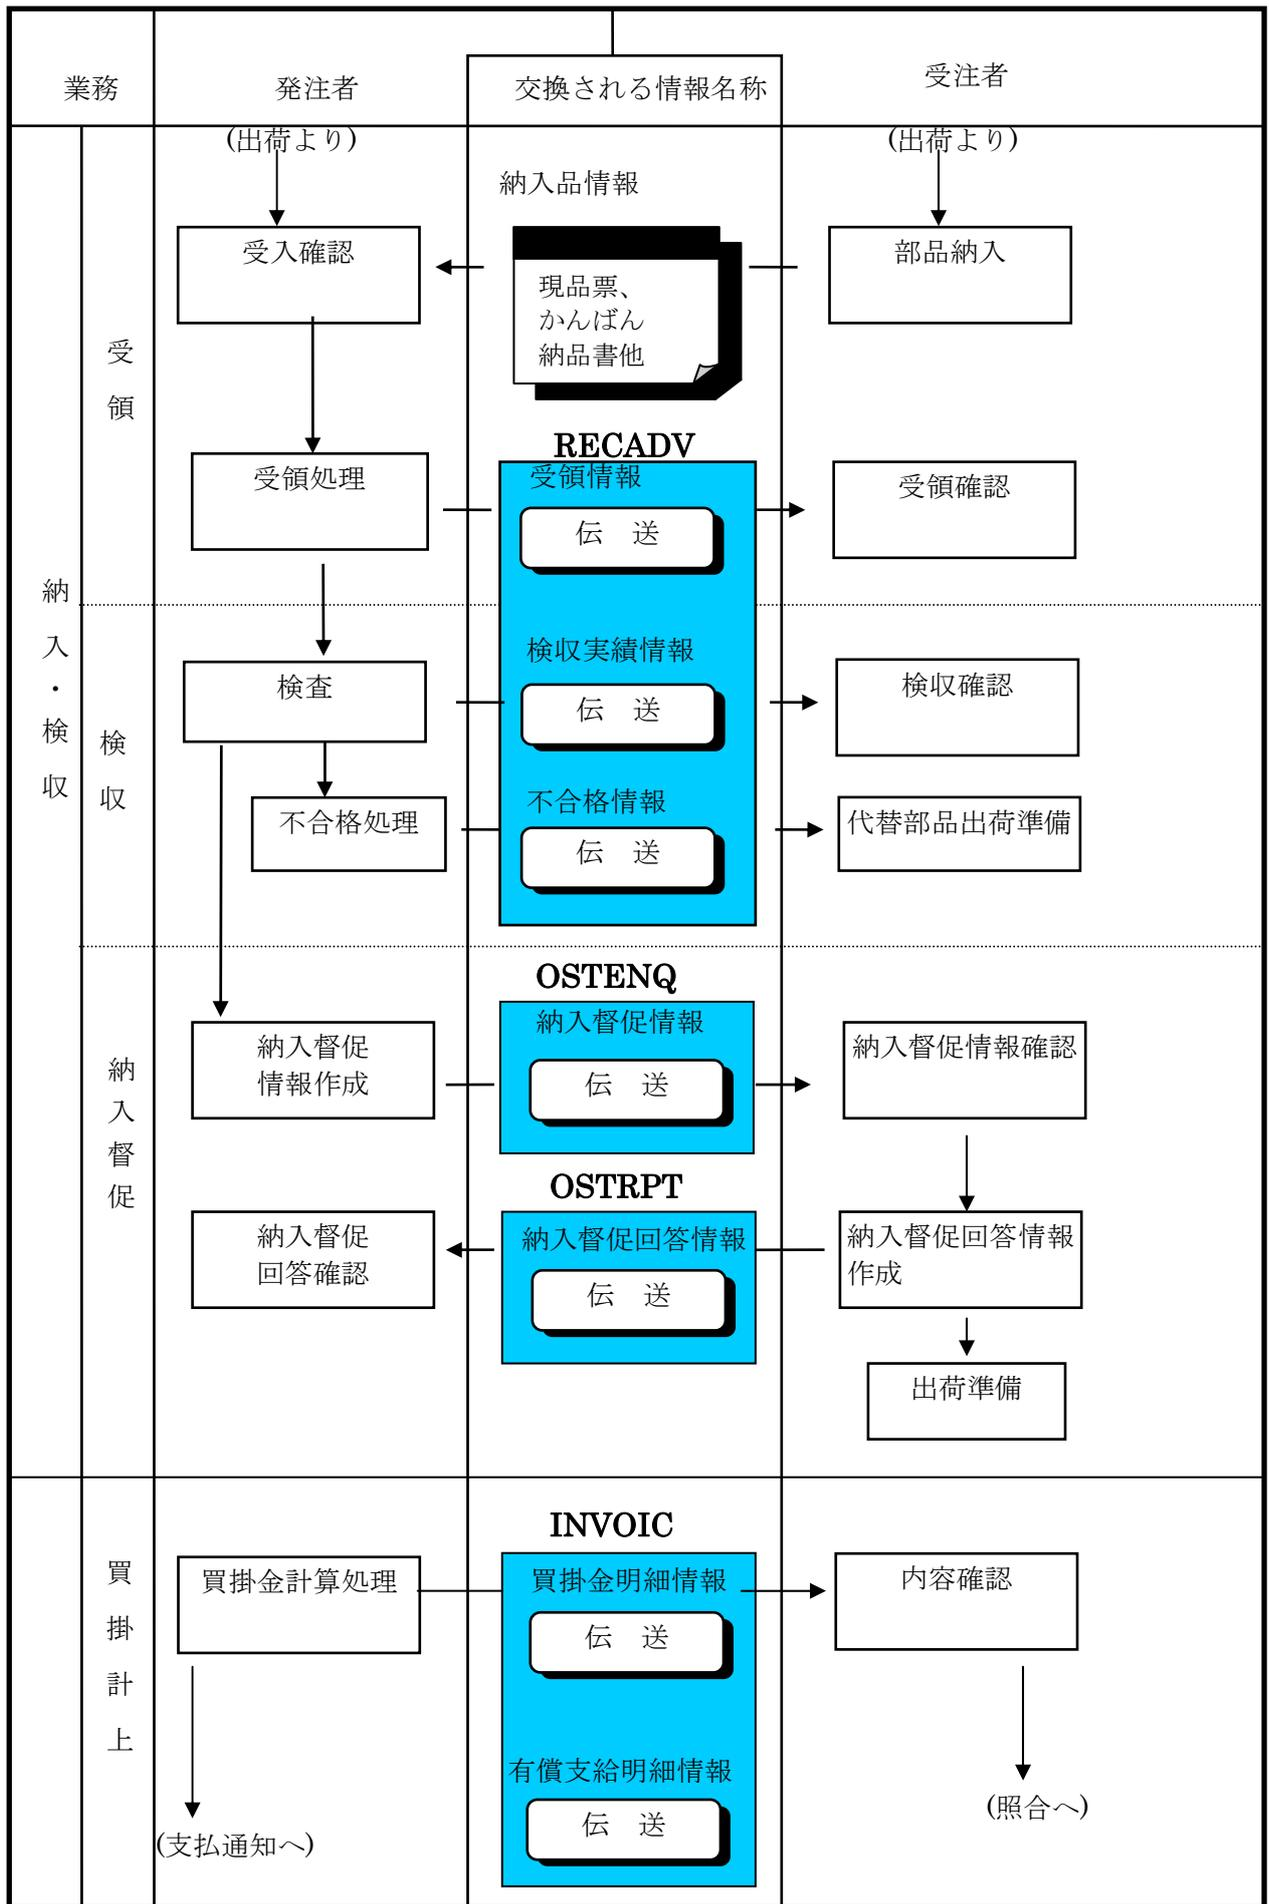 業務
発注者
交換される情報名称
受注者
(出荷より)
(出荷より)
納入・検収
受領
納入品情報
受入確認
現品票、
かんばん
納品書他
部品納入
RECADV
受領処理
受領情報
伝　送
受領確認
検収
検査
検収実績情報
伝　送
検収確認
不合格処理
不合格情報
伝　送
代替部品出荷準備
納入督促
OSTENQ
納入督促
情報作成
納入督促情報
伝　送
納入督促情報確認
OSTRPT
納入督促
回答確認
納入督促回答情報
伝　送
納入督促回答情報
作成
出荷準備
買掛計上
INVOIC
買掛金計算処理
買掛金明細情報
伝　送
内容確認
有償支給明細情報
伝　送
(照合へ)
(支払通知へ)